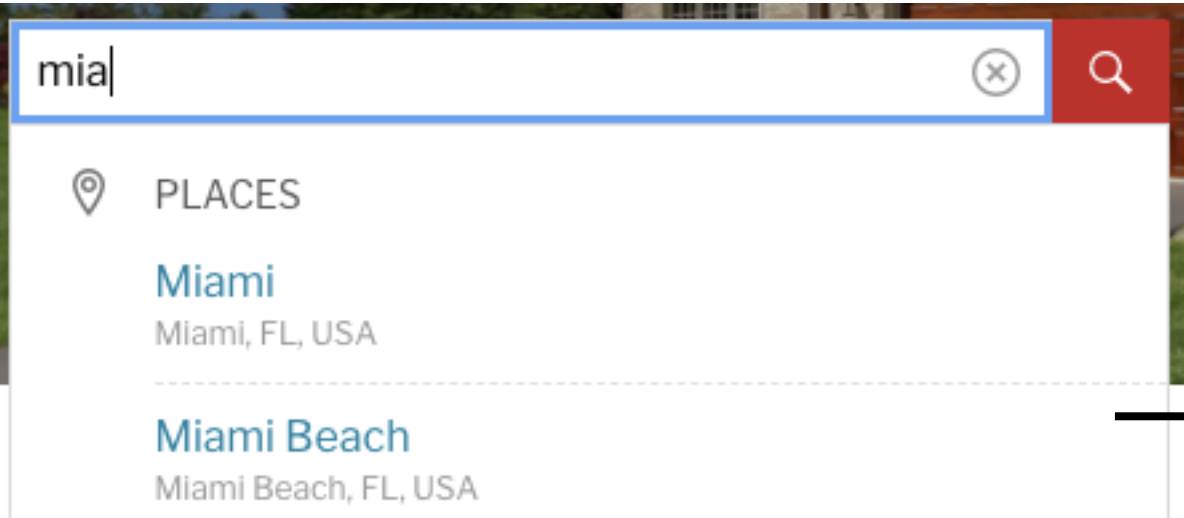 mia
PLACES
Miami
Miami, FL, USA
Miami Beach
Miami Beach, FL, USA